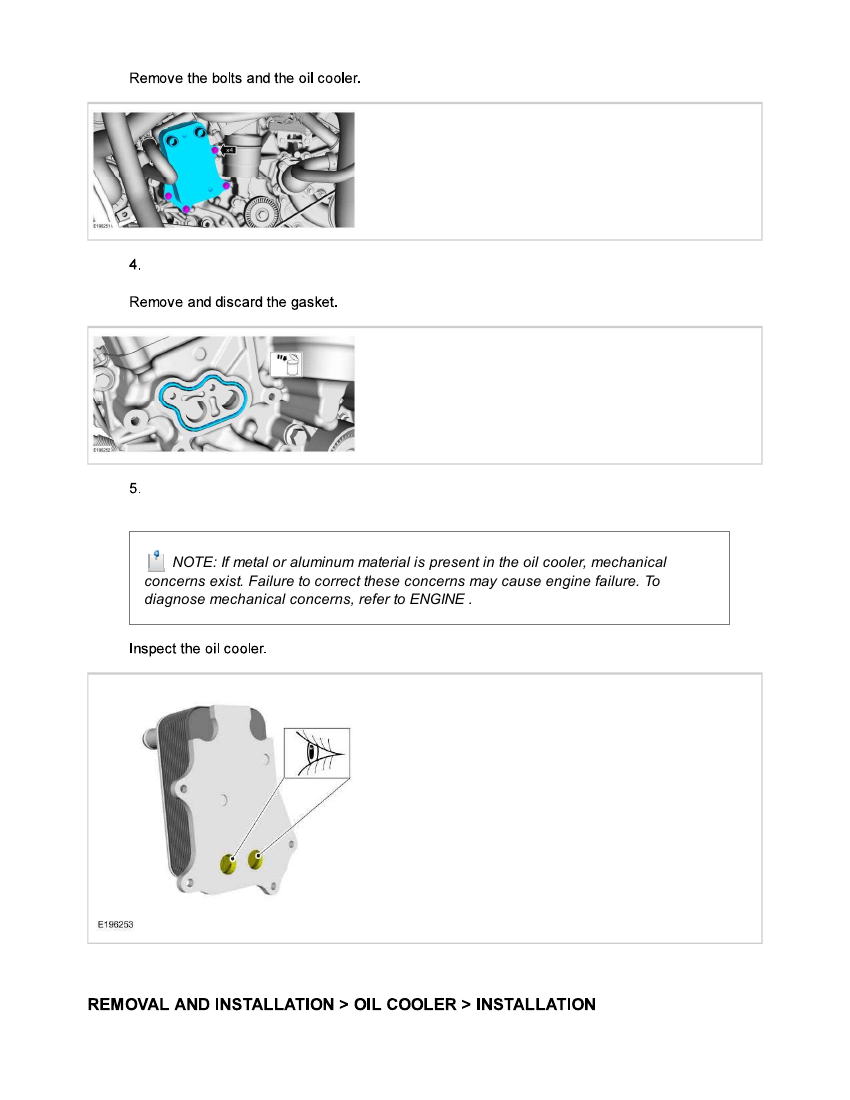 Remove the bolts and the oil cooler.
x4
E196251
4.
Remove and discard the gasket.
E196252
5.
NOTE: If metal or aluminum material is present in the oil cooler, mechanical
concerns exist. Failure to correct these concerns may cause engine failure. To
diagnose mechanical concerns, refer to ENGINE .
Inspect the oil cooler.
E196253
REMOVAL AND INSTALLATION > OIL COOLER > INSTALLATION